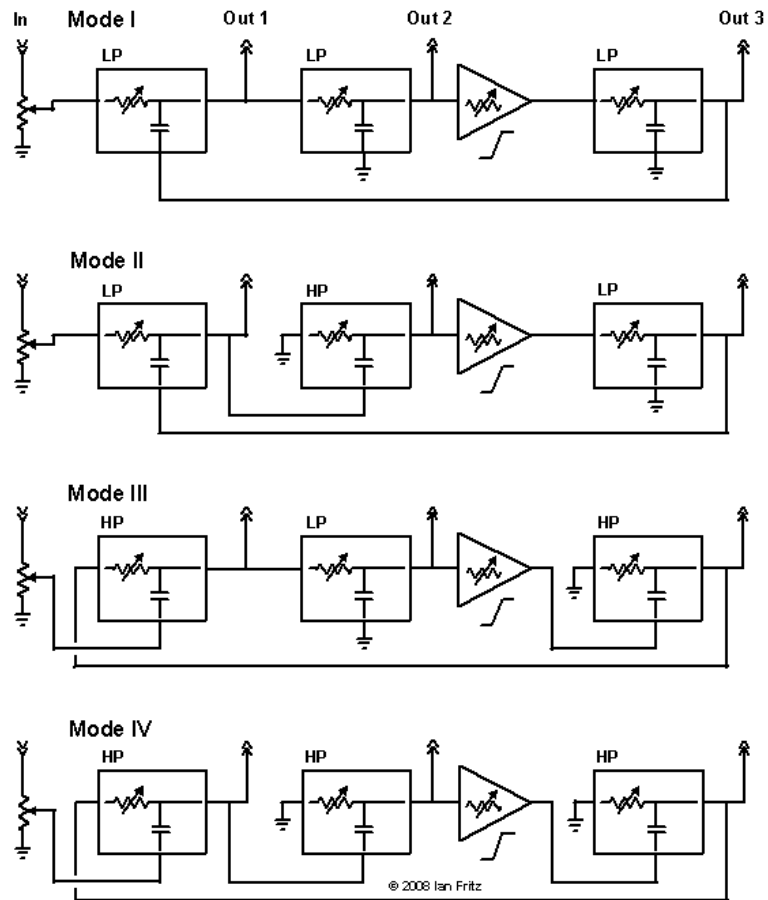 In Mode I Out 1 Out 2 Out 3
LP LP LP
Mode II
LP HP LP
Mode III
HP LP HP
Mode IV
HP HP HP
© 2008 Ian Fritz